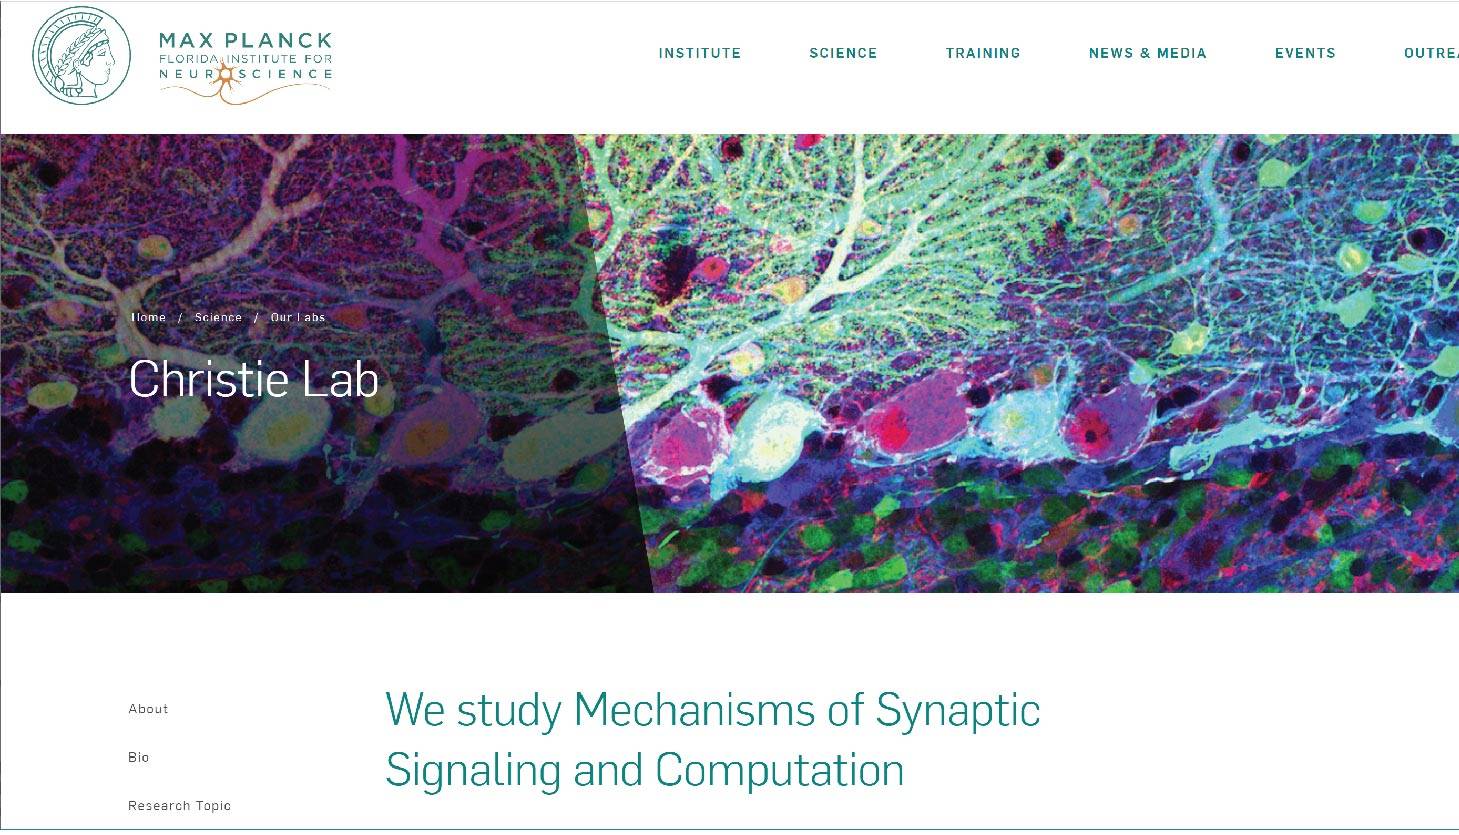 MAX PLANCK
FLORIDA INSTITUTE FOR
NEUROSCIENCE
INSTITUTE SCIENCE TRAINING NEWS & MEDIA EVENTS OUTREA
Home / Science / Our Labs
Christie Lab
We study Mechanisms of Synaptic
Signaling and Computation
About
Bio
Research Topic